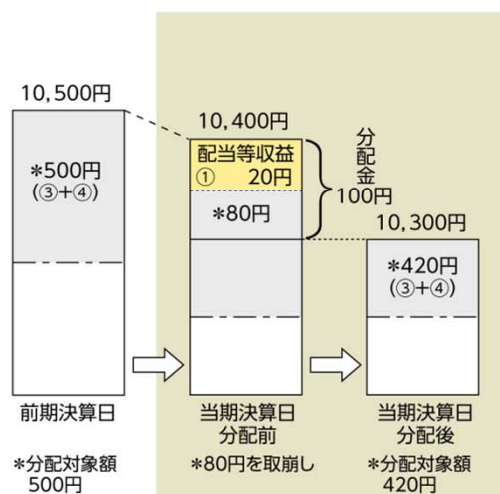 10,500円
*500円
(③+④)
前期決算日
*分配対象額
500円
10,400円
配当等収益
① 20円
*80円
分配金
100円
当期決算日
分配前
*80円を取崩し
10,300円
*420円
(③+④)
当期決算日
分配後
*分配対象額
420円